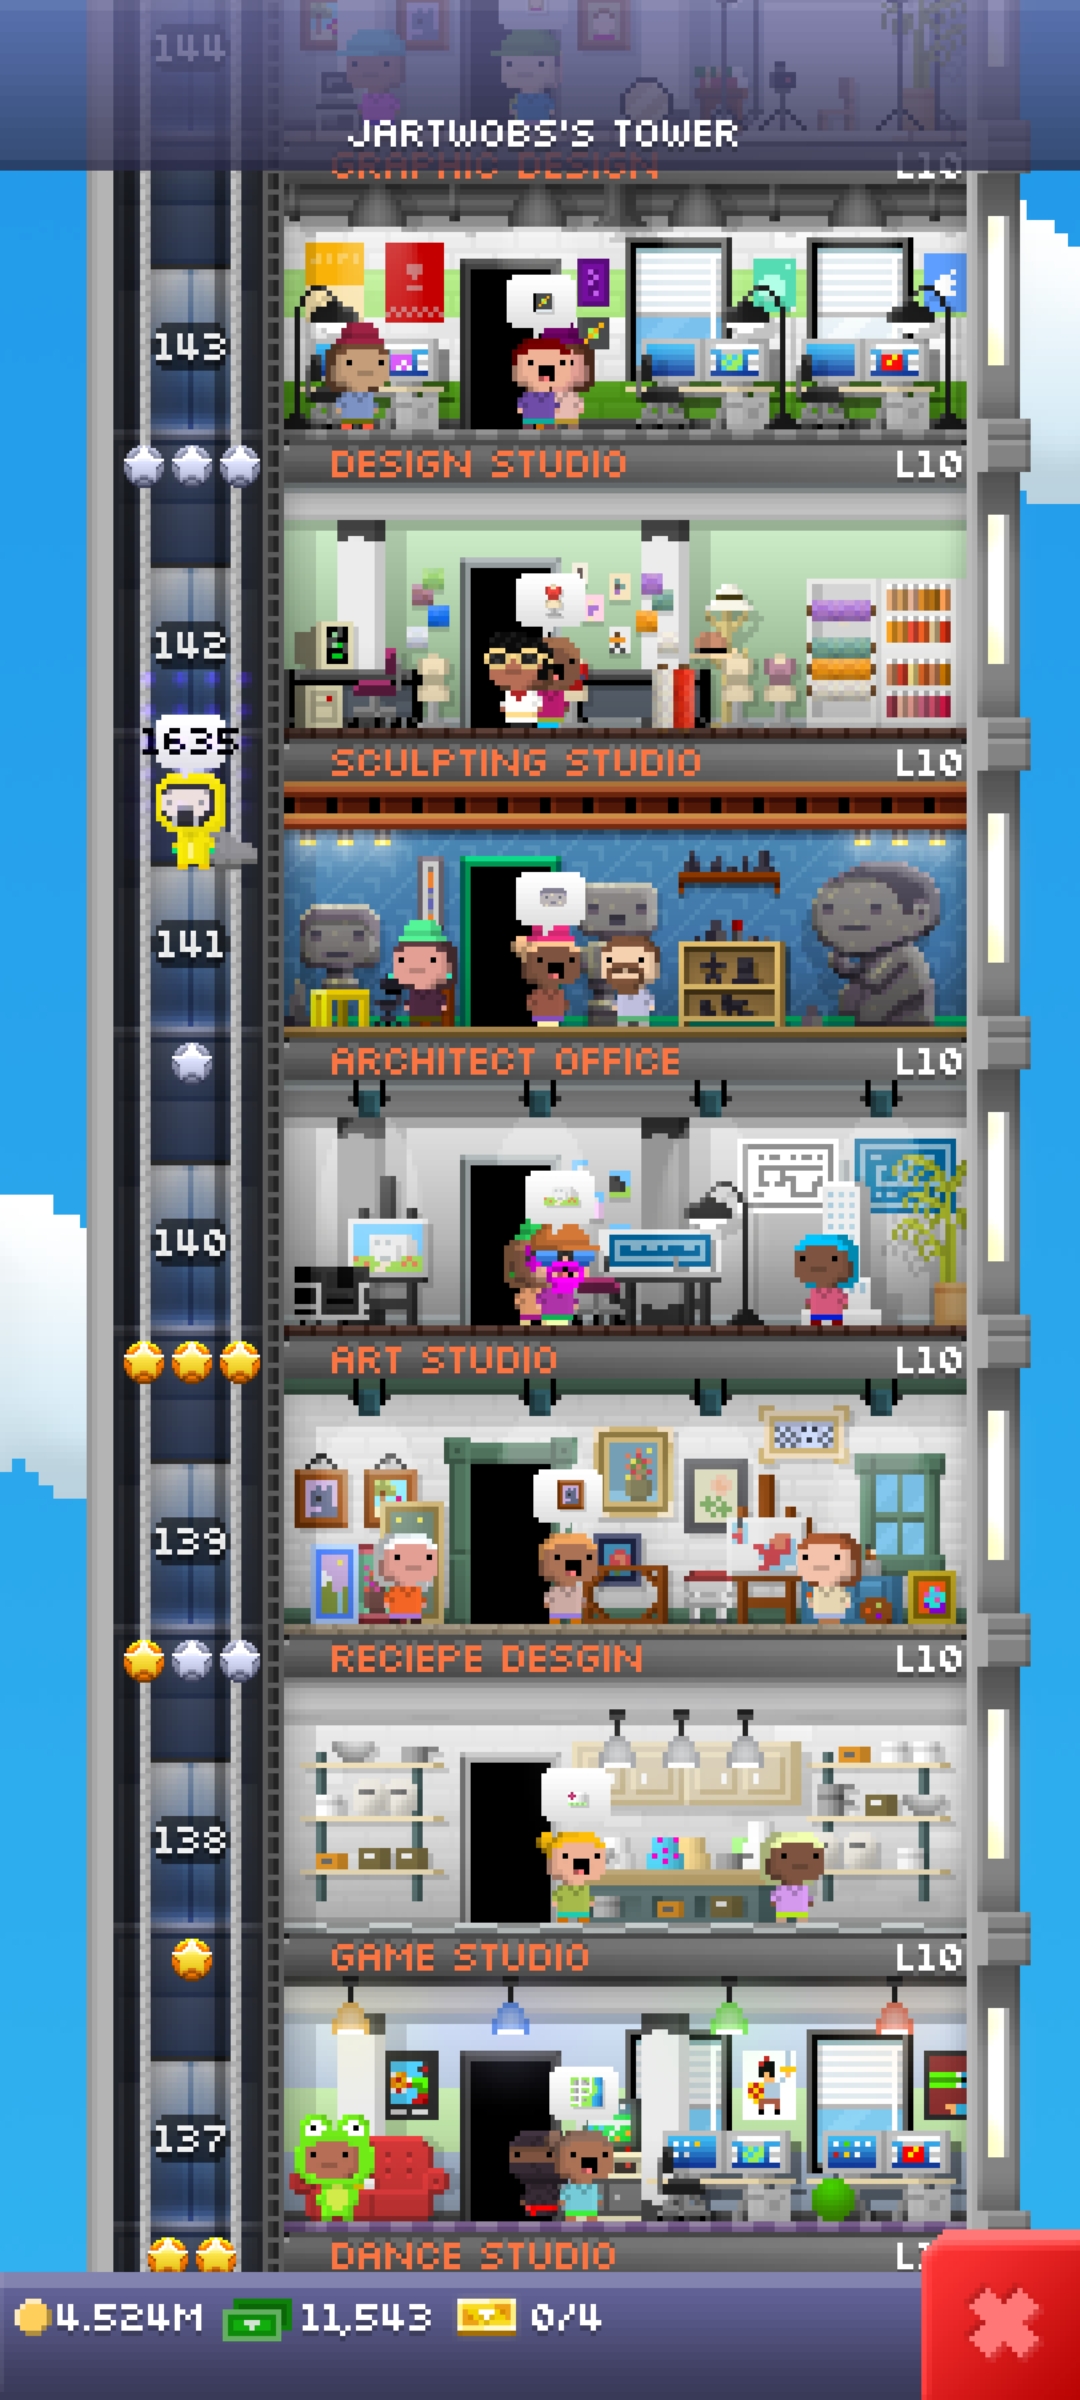 144
JARTWOBS'S TOWER
GRAPHIC DESIGN L10
143
DESIGN STUDIO L10
142
1635
SCULPTING STUDIO L10
141
ARCHITECT OFFICE L10
140
ART STUDIO L10
139
RECIEPE DESGIN L10
138
GAME STUDIO L10
137
DANCE STUDIO
4.524M 11,543 0/4